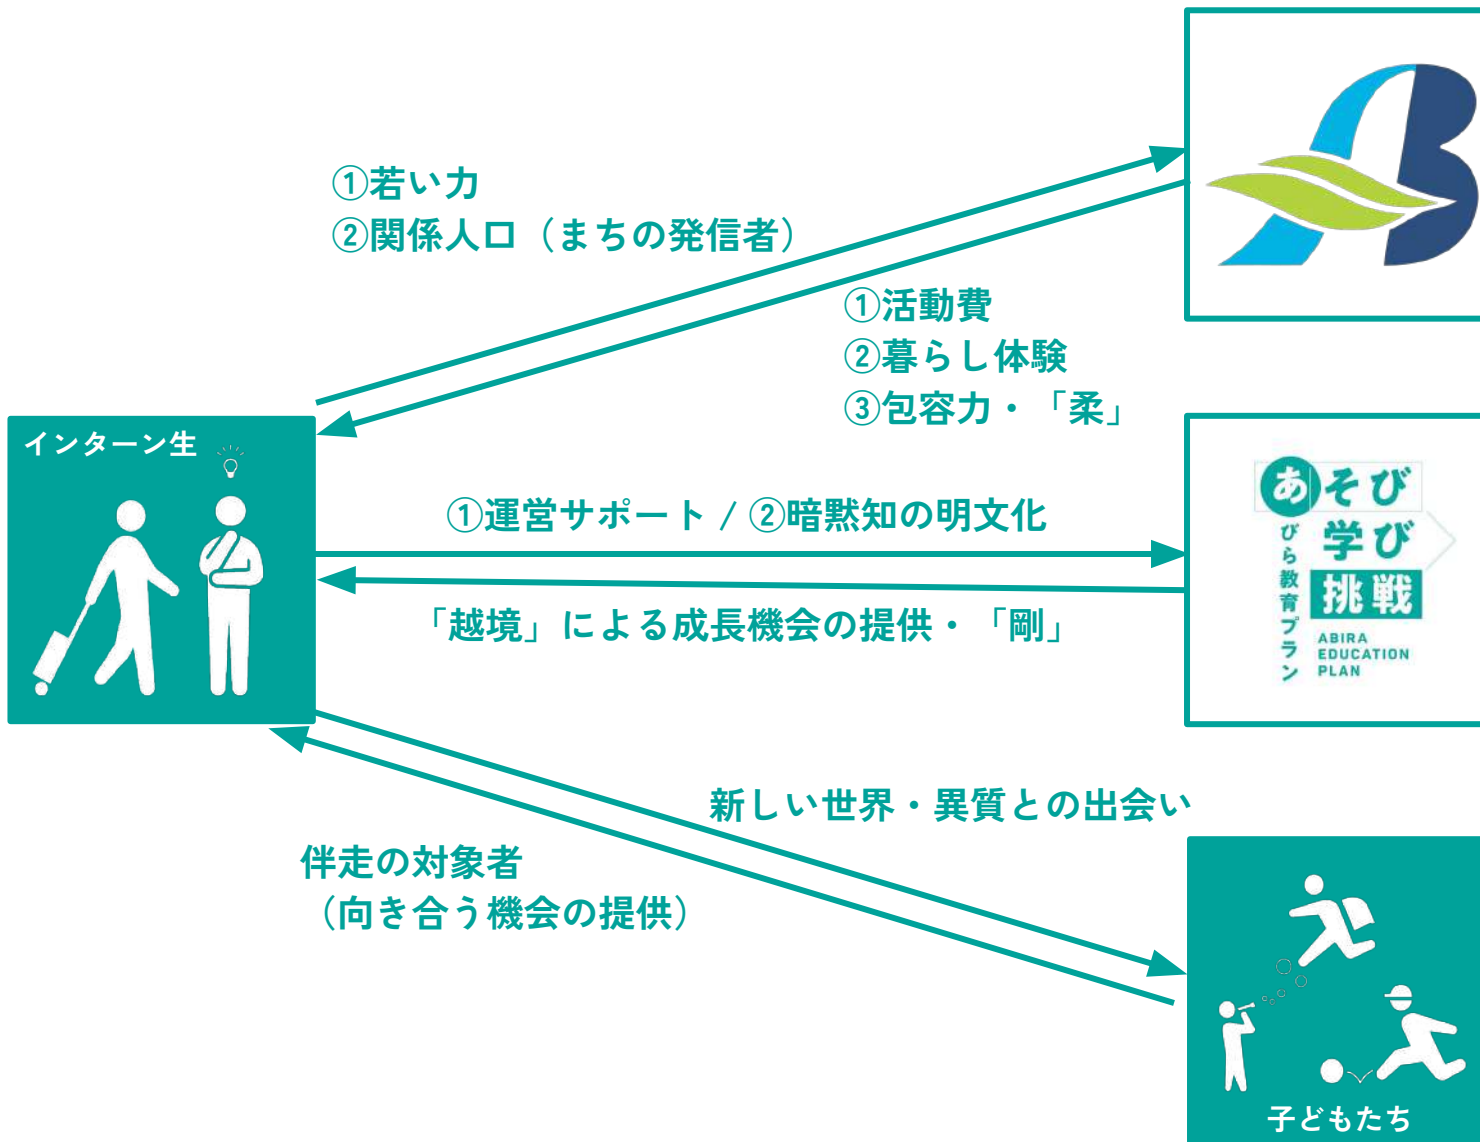 ①若い力
②関係人口（まちの発信者）
①活動費
②暮らし体験
③包容力・「柔」
インターン生
①運営サポート / ②暗黙知の明文化
「越境」による成長機会の提供・「剛」
あそび
学び
挑戦
びら教育プラン
ABIRA
EDUCATION
PLAN
新しい世界・異質との出会い
伴走の対象者
（向き合う機会の提供）
子どもたち